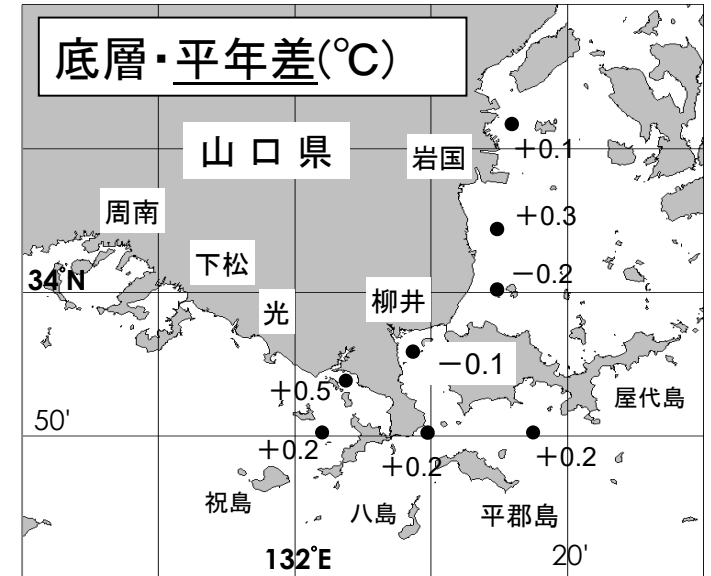 底層・平年差(℃)
山口県
岩国
+0.1
周南
+0.3
下松
34°N
-0.2
光
柳井
-0.1
+0.5
屋代島
50'
+0.2
+0.2
+0.2
祝島
八島
平郡島
132°E
20'